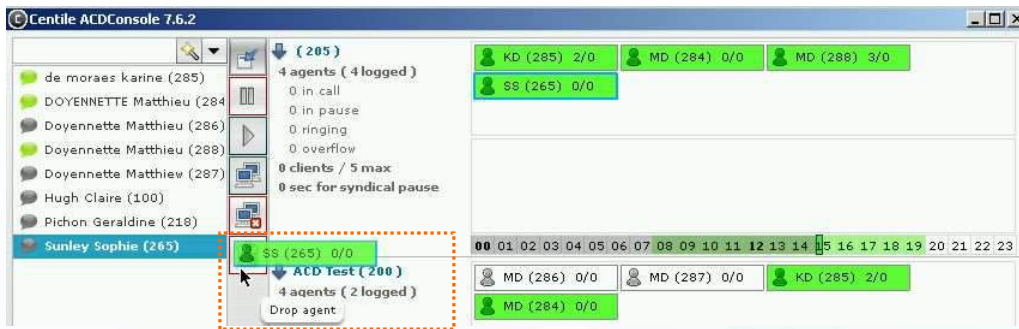 Centile ACDConsole 7.6.2
de moraes karine (285)
DOYENNETTE Matthieu (284
Doyennette Matthieu (286)
Doyennette Matthieu (288)
Doyennette Matthiew (287)
Hugh Claire (100)
Pichon Geraldine (218)
Sunley Sophie (265)
(205)
4 agents ( 4 logged )
0 in call
0 in pause
0 ringing
0 overflow
0 clients / 5 max
0 sec for syndical pause
KD (285) 2/0
MD (284) 0/0
MD (288) 3/0
SS (265) 0/0
00 01 02 03 04 05 06 07 08 09 10 11 12 13 14 15 16 17 18 19 20 21 22 23
SS (265) 0/0
ACD Test ( 200 )
4 agents ( 2 logged )
Drop agent
MD (286) 0/0
MD (287) 0/0
KD (285) 2/0
MD (284) 0/0